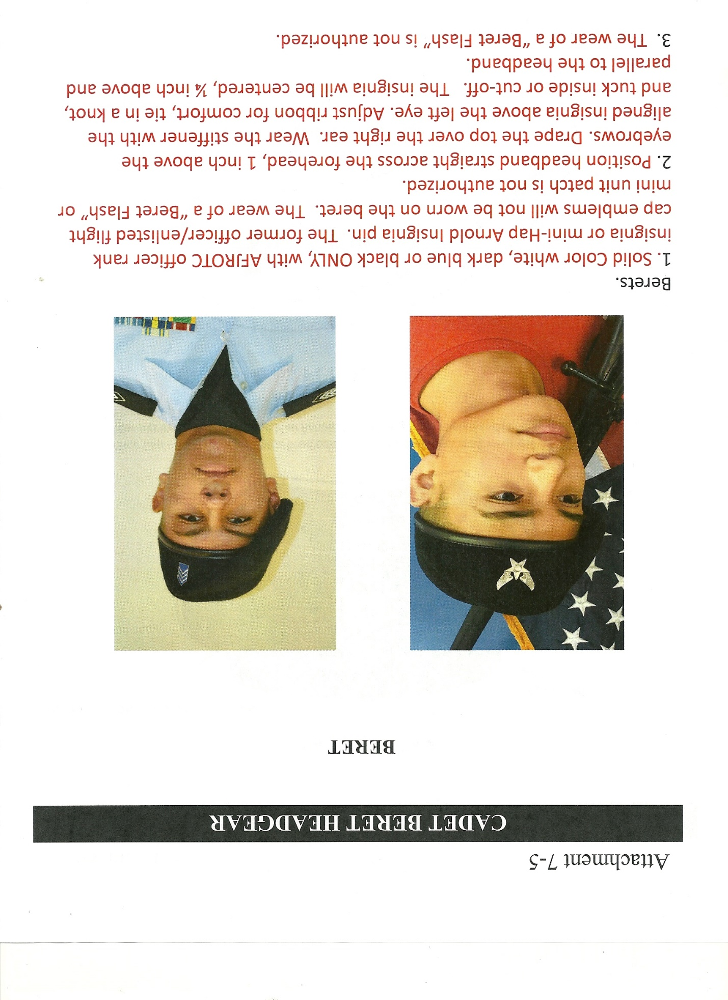 Attachment 7-5
CADET BERET HEADGEAR
BERET
Berets.
1. Solid Color white, dark blue or black ONLY, with AFJROTC officer rank
insignia or mini-Hap Arnold Insignia pin.  The former officer/enlisted flight
cap emblems will not be worn on the beret.  The wear of a "Beret Flash" or
mini unit patch is not authorized.
2. Position headband straight across the forehead, 1 inch above the
eyebrows. Drape the top over the right ear.  Wear the stiffener with the
aligned insignia above the left eye. Adjust ribbon for comfort, tie in a knot,
and tuck inside or cut-off.  The insignia will be centered, ¼ inch above and
parallel to the headband.
3.  The wear of a "Beret Flash" is not authorized.